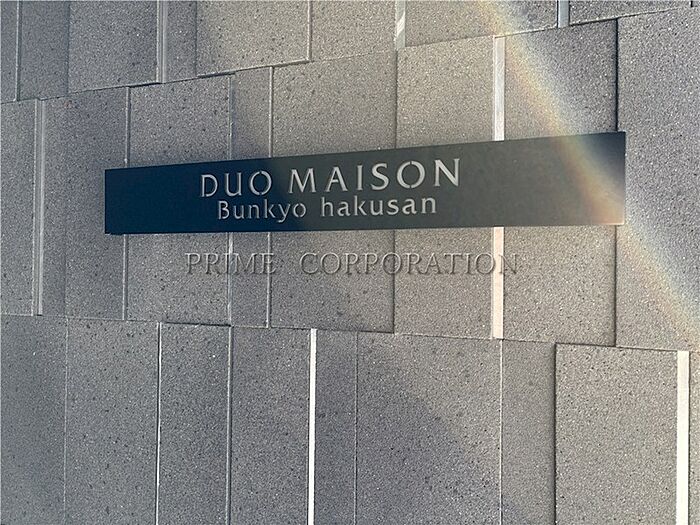 DUO MAISON
Bunkyo hakusan
PRIME CORPORATION